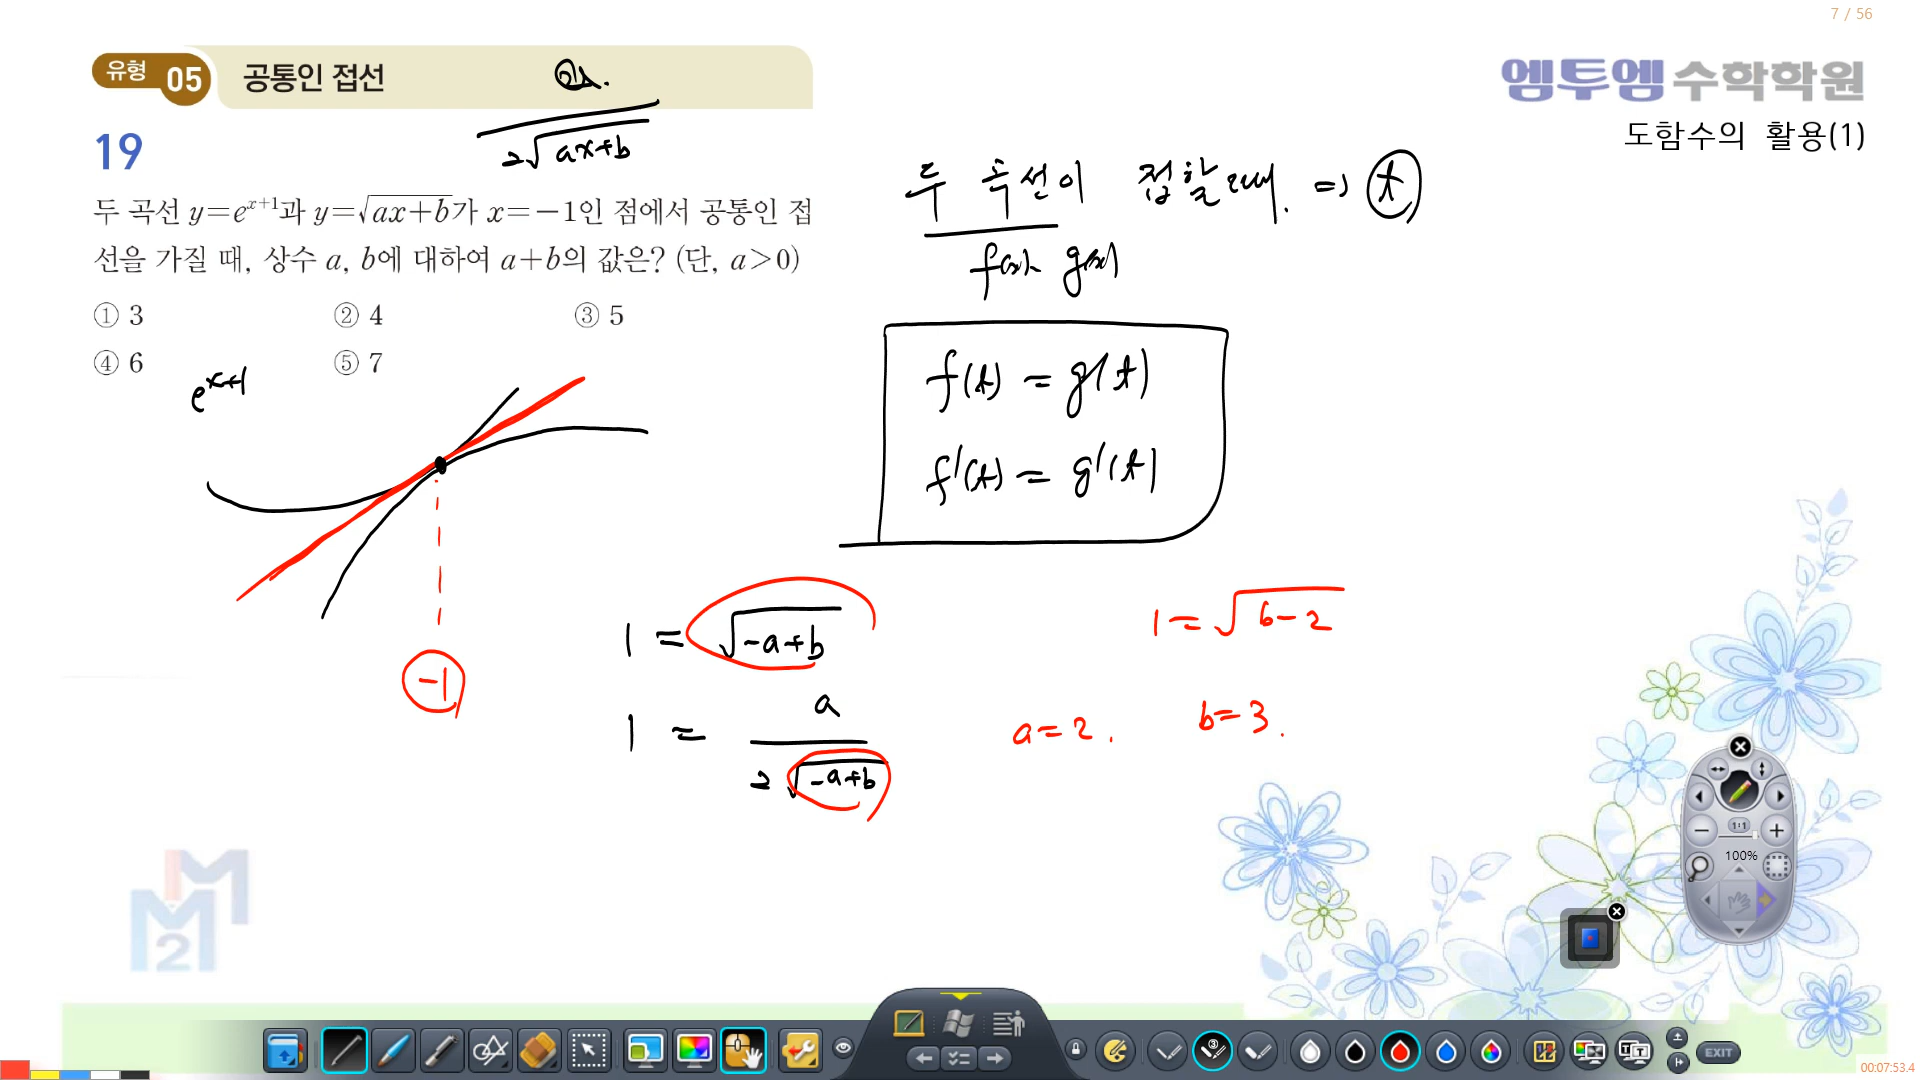 7 / 56
유형 05 공통인 접선
엠투엠수학학원
도함수의 활용(1)
19
2√ax+b
두 곡선 y=e^{x+1}과 y=√ax+b가 x=−1인 점에서 공통인 접
선을 가질 때, 상수 a, b에 대하여 a+b의 값은? (단, a>0)
① 3 ② 4 ③ 5
④ 6 ⑤ 7
두 곡선이 접할때. ⇒ t
f(x) g(x)
f(t) = g(t)
f'(t) = g'(t)
e^{x+1}
-1
1 = √-a+b
1 = √b-2
1 = a
2√-a+b
a=2. b=3.
M2M
100%
1:1
EXIT
00:07:53.4